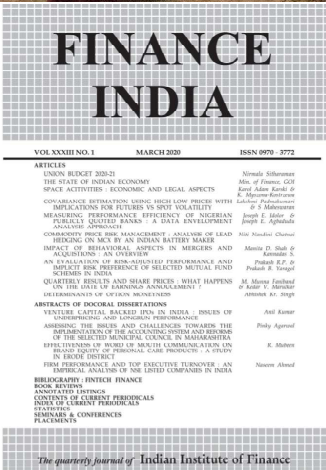 FINANCE
INDIA
VOL XXXIII NO. 1 MARCH 2020 ISSN 0970 - 3772
ARTICLES
UNION BUDGET 2020-21 Nirmala Sitharaman
THE STATE OF INDIAN ECONOMY Min. of Finance, GOI
SPACE ACTIVITIES : ECONOMIC AND LEGAL ASPECTS Karol Adam Karski &
K. Myszona-Kostrzewa
COVARIANCE ESTIMATION USING HIGH LOW PRICES WITH Lakshmi Padmakumari
IMPLICATIONS FOR FUTURES VS SPOT VOLATILITY & S Maheswaran
MEASURING PERFORMANCE EFFICIENCY OF NIGERIAN Joseph E. Idolor &
PUBLICLY QUOTED BANKS : A DATA ENVELOPMENT Joseph E. Agbadudu
ANALYSIS APPROACH
COMMODITY PRICE RISK MANAGEMENT : ANALYSIS OF LEAD Niti Nandini Chatnani
HEDGING ON MCX BY AN INDIAN BATTERY MAKER
IMPACT OF BEHAVIORAL ASPECTS IN MERGERS AND Mansita D. Shah &
ACQUSTIONS : AN OVERVIEW Kannadas S.
AN EVALUATION OF RISK-ADJUSTED PERFORMANCE AND Prakash R.P. &
IMPLICIT RISK PREFERENCE OF SELECTED MUTUAL FUND Prakash B. Yaragol
SCHEMES IN INDIA
QUARTERLY RESULTS AND SHARE PRICES : WHAT HAPPENS M. Munna Fardhand
ON THE DATE OF EARNINGS ANNOUCEMENT ? & Kedar V. Marulkar
DETERMINANTS OF OPTION MONEYNESS Abhishek Kr. Singh
ABSTRACTS OF DOCORAL DISSERTATIONS
VENTURE CAPITAL BACKED IPOs IN INDIA : ISSUES OF Anil Kumar
UNDERPRICING AND LONGRUN PERFORMANCE
ASSESSING THE ISSUES AND CHALLENGES TOWARDS THE Pinky Agarwal
IMPLEMENTATION OF THE ACCOUNTING SYSTEM AND REFORMS
OF THE SELECTED MUNICIPAL COUNCIL IN MAHARASHTRA
EFFECTIVENESS OF WORD OF MOUTH COMMUNICATION ON K. Mathevi
BRAND EQUITY OF PERSONAL CARE PRODUCTS : A STUDY
IN ERODE DISTRICT
FIRM PERFORMANCE AND TOP EXECUTIVE TURNOVER : AN Naseem Ahmed
EMPIRICAL ANALYSIS OF NSE LISTED COMPANIES IN INDIA
BIBLIOGRAPHY : FINTECH FINANCE
BOOK REVIEWS
ANNOTATED LISTINGS
CONTENTS OF CURRENT PERIODICALS
INDEX OF CURRENT PERIODICALS
STATISTICS
SEMINARS & CONFERENCES
PLACEMENTS
The quarterly journal of Indian Institute of Finance